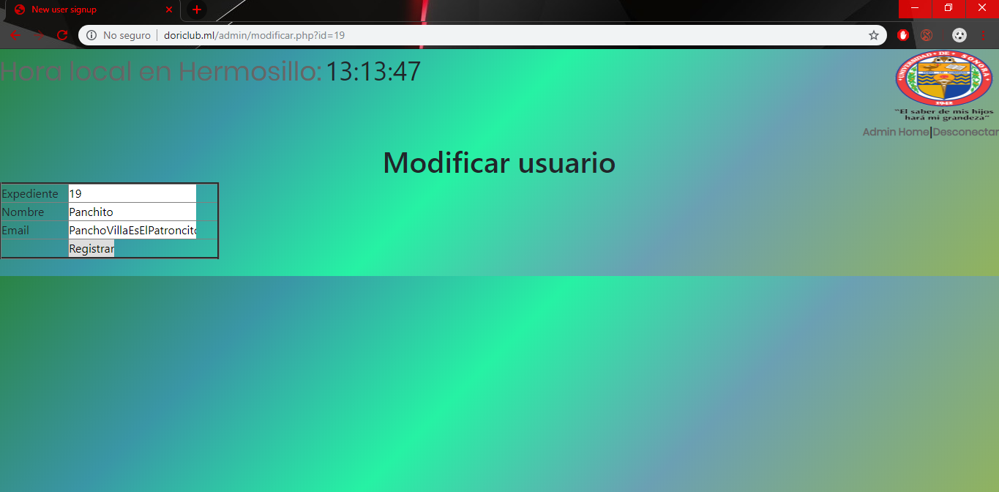 New user signup
No seguro
doriclub.ml/admin/modificar.php?id=19
Hora local en Hermosillo: 13:13:47
UNIVERSIDAD DE SONORA
1942
"El saber de mis hijos
hará mi grandeza"
Admin Home|Desconectar
Modificar usuario
Expediente 19
Nombre Panchito
Email PanchoVillaEsElPatroncito
Registrar